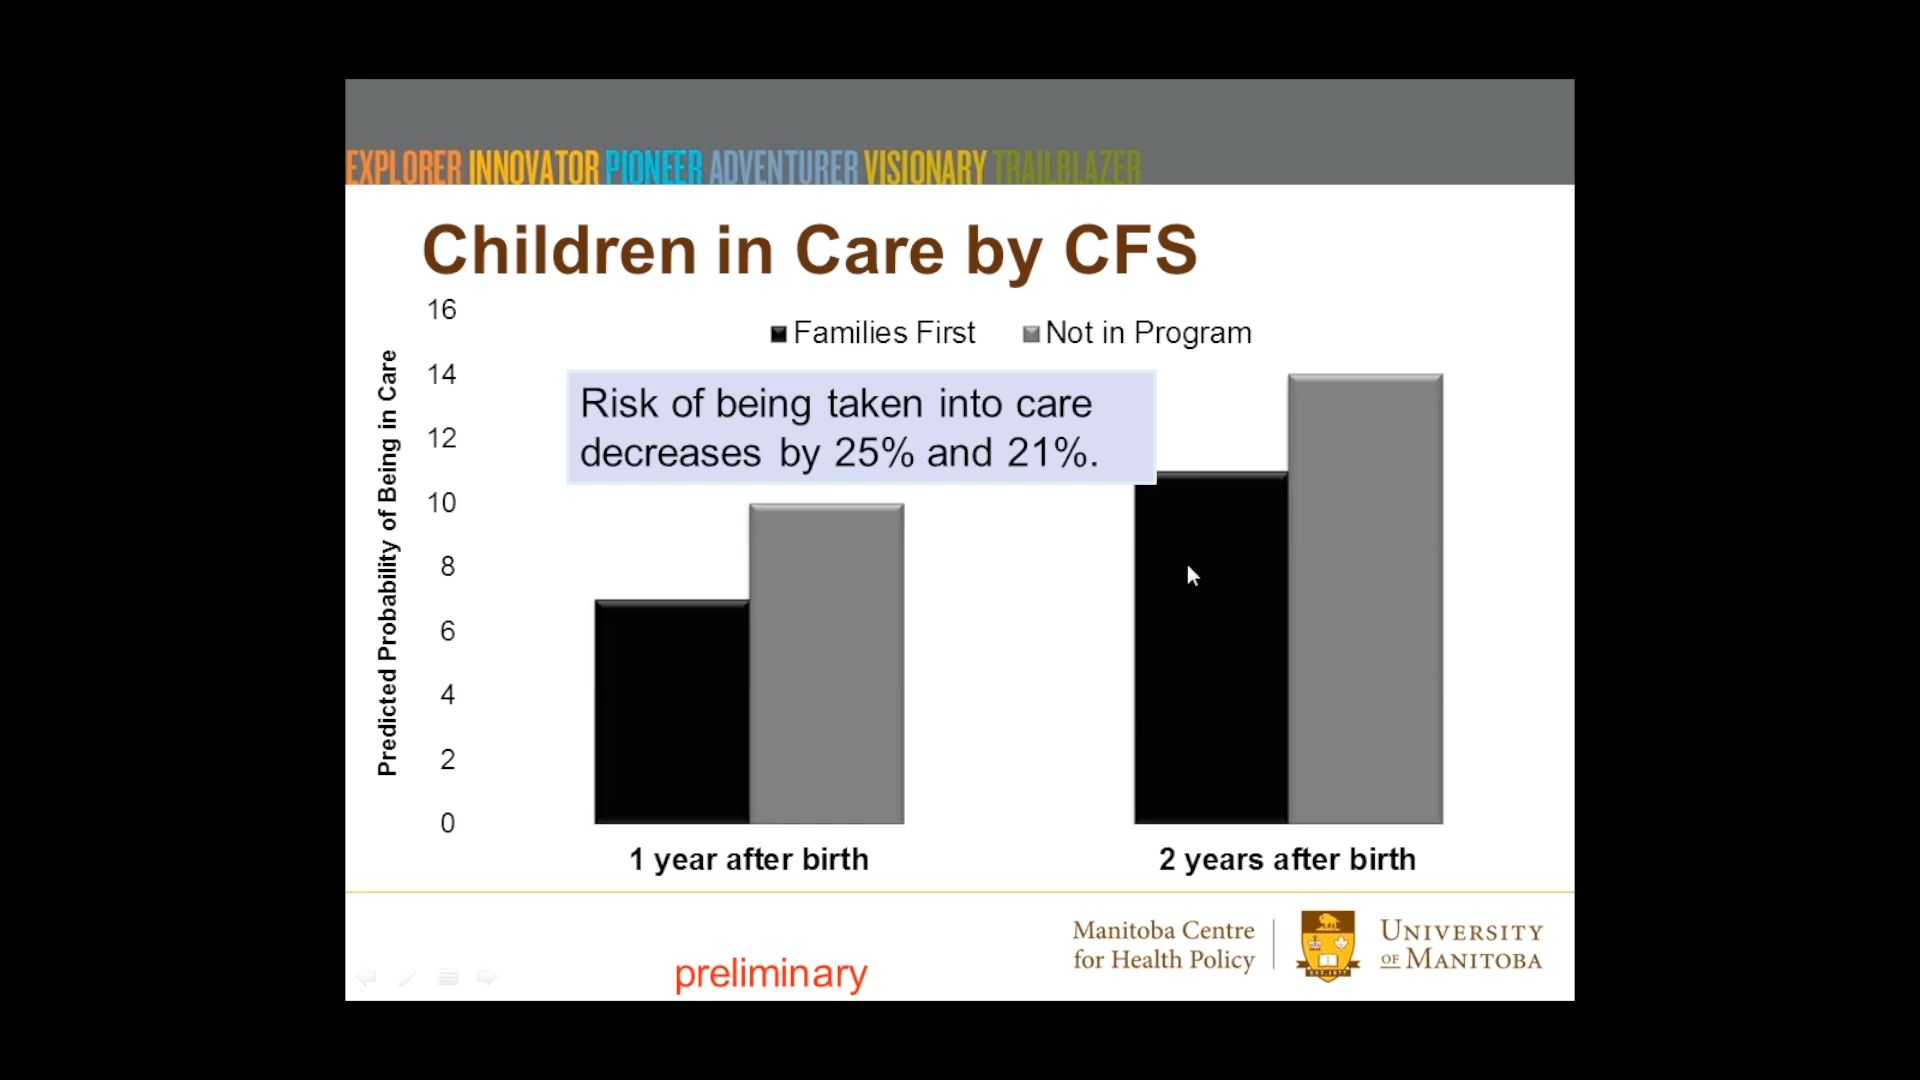 EXPLORER INNOVATOR PIONEER ADVENTURER VISIONARY TRAILBLAZER
Children in Care by CFS
Predicted Probability of Being in Care
16
14
12
10
8
6
4
2
0
Families First Not in Program
Risk of being taken into care
decreases by 25% and 21%.
1 year after birth 2 years after birth
preliminary
Manitoba Centre
for Health Policy
UNIVERSITY
OF MANITOBA